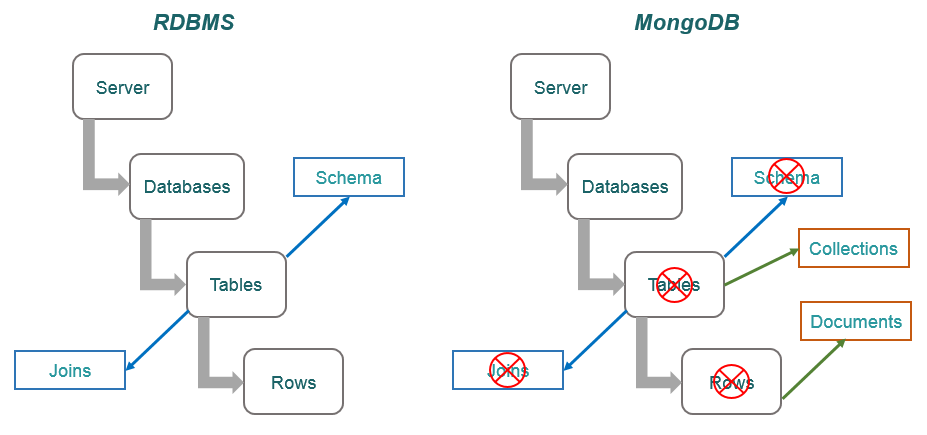 RDBMS
Server
Databases
Schema
Tables
Joins
Rows
MongoDB
Server
Databases
Schema
Collections
Tables
Documents
Joins
Rows